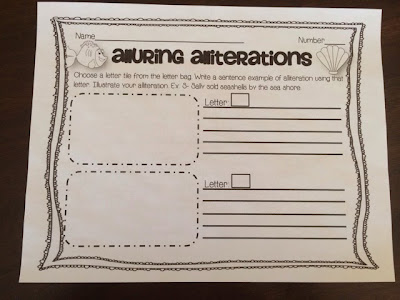 Name Number
alluring alliterations
Choose a letter tile from the letter bag. Write a sentence example of alliteration using that
letter. Illustrate your alliteration. Ex. S- Sally sold seashells by the sea shore.
Letter
Letter